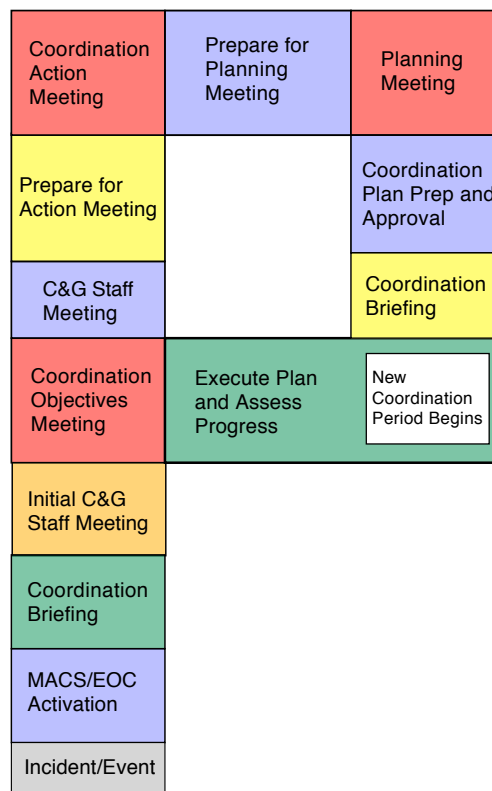 Coordination
Action
Meeting
Prepare for
Planning
Meeting
Planning
Meeting
Prepare for
Action Meeting
Coordination
Plan Prep and
Approval
C&G Staff
Meeting
Coordination
Briefing
Coordination
Objectives
Meeting
Execute Plan
and Assess
Progress
New
Coordination
Period Begins
Initial C&G
Staff Meeting
Coordination
Briefing
MACS/EOC
Activation
Incident/Event